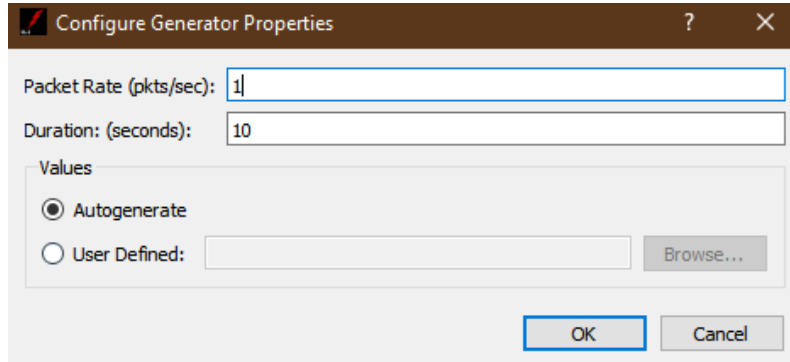 Configure Generator Properties ? ×
Packet Rate (pkts/sec): 1
Duration: (seconds): 10
Values
Autogenerate
User Defined: Browse...
OK Cancel